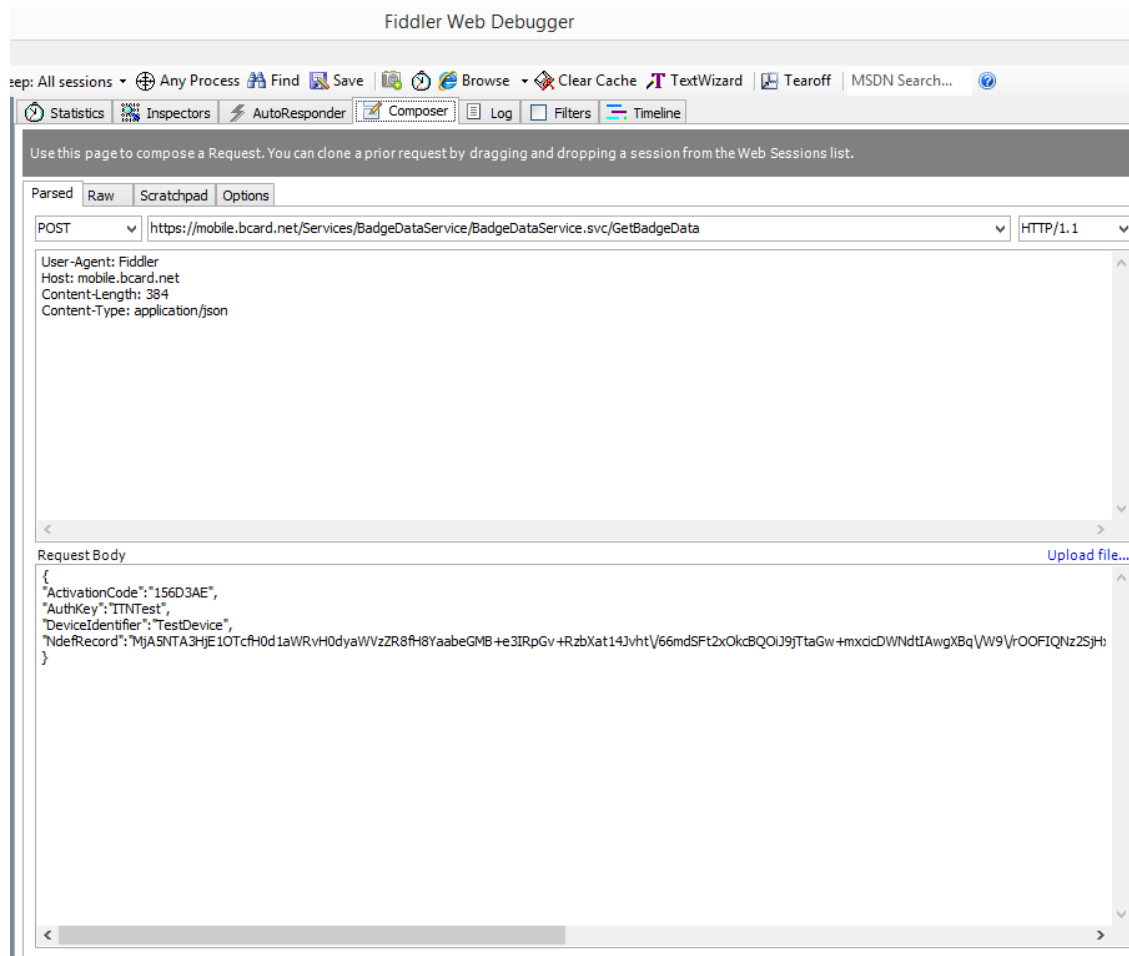 Fiddler Web Debugger
eep: All sessions Any Process Find Save Browse Clear Cache TextWizard Tearoff MSDN Search...
Statistics Inspectors AutoResponder Composer Log Filters Timeline
Use this page to compose a Request. You can clone a prior request by dragging and dropping a session from the Web Sessions list.
Parsed Raw Scratchpad Options
POST https://mobile.bcard.net/Services/BadgeDataService/BadgeDataService.svc/GetBadgeData HTTP/1.1
User-Agent: Fiddler
Host: mobile.bcard.net
Content-Length: 384
Content-Type: application/json
Request Body Upload file...
{
"ActivationCode":"156D3AE",
"AuthKey":"ITNTest",
"DeviceIdentifier":"TestDevice",
"NdefRecord":"MjA5NTA3HjE1OTcfH0d1aWRvH0dyaWVzZR8fH8YaabeGMB+e3IRpGv+RzbXat14Jvht\/66mdSFt2xOkcBQOiJ9jTtaGw+mxcicDWNdtIAwgXBq\/W9\/rOOFIQNz2SjHx
}